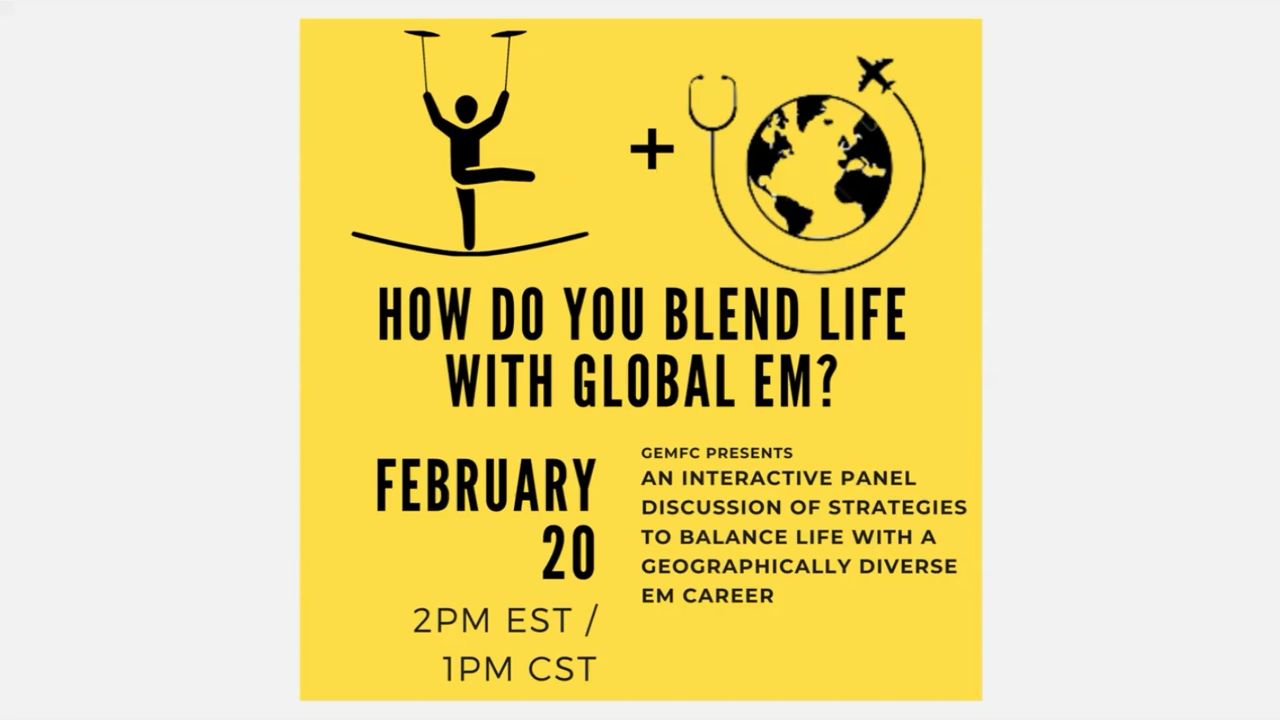 +
HOW DO YOU BLEND LIFE
WITH GLOBAL EM?
FEBRUARY
20
2PM EST /
1PM CST
GEMFC PRESENTS
AN INTERACTIVE PANEL
DISCUSSION OF STRATEGIES
TO BALANCE LIFE WITH A
GEOGRAPHICALLY DIVERSE
EM CAREER